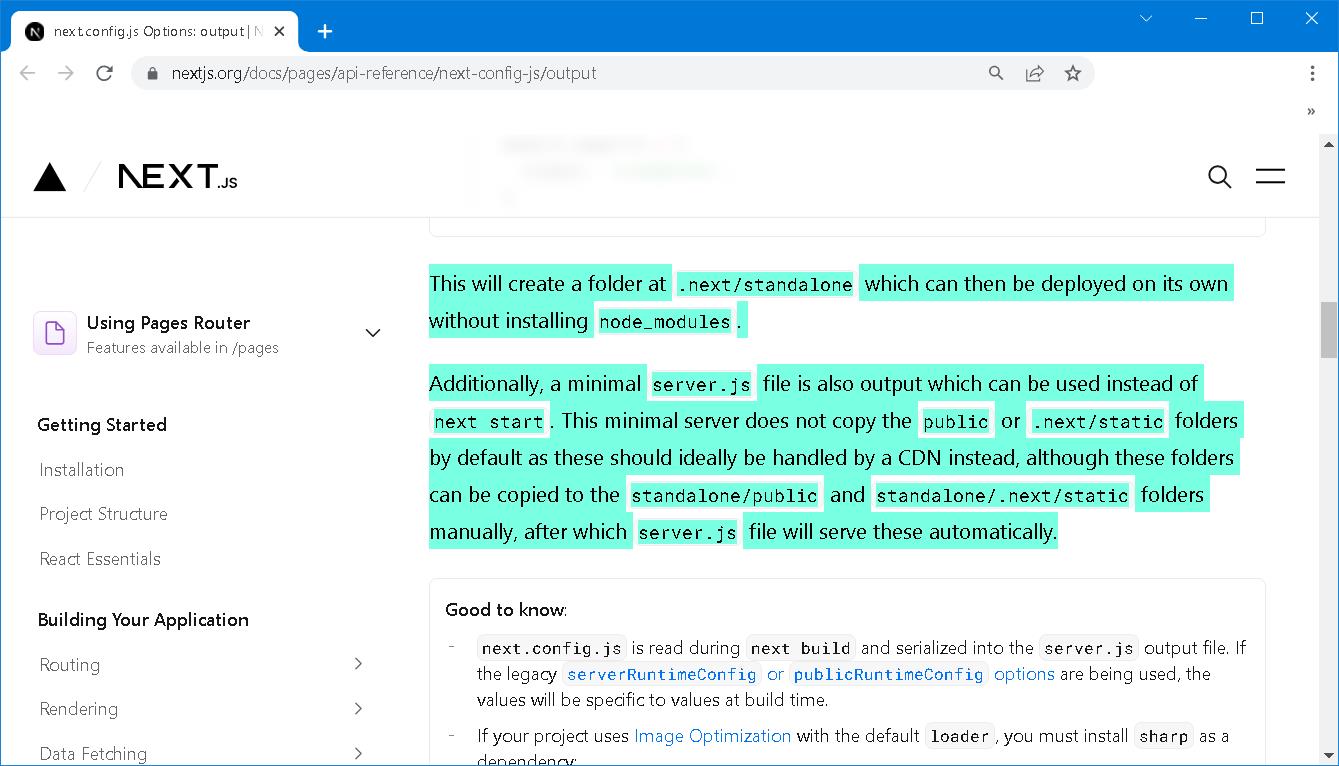 next.config.js Options: output | N
nextjs.org/docs/pages/api-reference/next-config-js/output
»
NEXT.JS
Using Pages Router
Features available in /pages
Getting Started
Installation
Project Structure
React Essentials
Building Your Application
Routing
Rendering
Data Fetching
This will create a folder at .next/standalone which can then be deployed on its own
without installing node_modules.
Additionally, a minimal server.js file is also output which can be used instead of
next start. This minimal server does not copy the public or .next/static folders
by default as these should ideally be handled by a CDN instead, although these folders
can be copied to the standalone/public and standalone/.next/static folders
manually, after which server.js file will serve these automatically.
Good to know:
- next.config.js is read during next build and serialized into the server.js output file. If
the legacy serverRuntimeConfig or publicRuntimeConfig options are being used, the
values will be specific to values at build time.
- If your project uses Image Optimization with the default loader, you must install sharp as a
dependency: